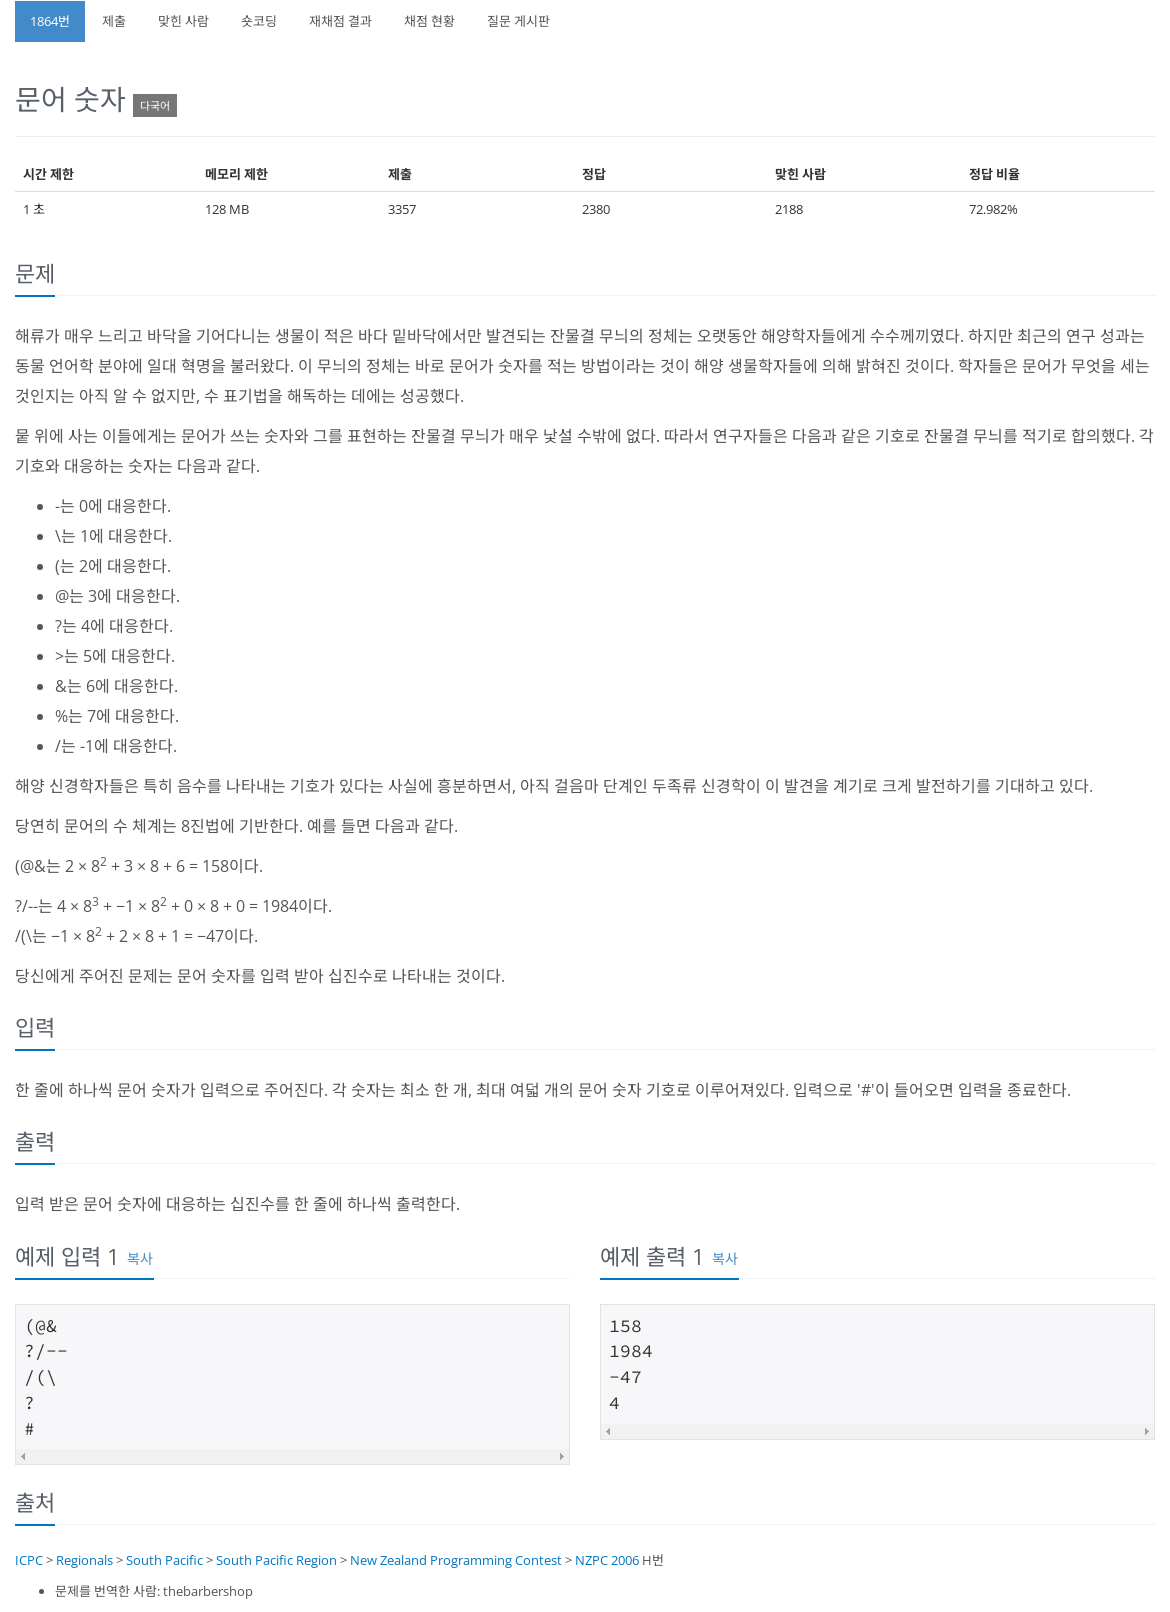 1864번 제출 맞힌 사람 숏코딩 재채점 결과 채점 현황 질문 게시판
문어 숫자 다국어
시간 제한 메모리 제한 제출 정답 맞힌 사람 정답 비율
1 초 128 MB 3357 2380 2188 72.982%
문제
해류가 매우 느리고 바닥을 기어다니는 생물이 적은 바다 밑바닥에서만 발견되는 잔물결 무늬의 정체는 오랫동안 해양학자들에게 수수께끼였다. 하지만 최근의 연구 성과는
동물 언어학 분야에 일대 혁명을 불러왔다. 이 무늬의 정체는 바로 문어가 숫자를 적는 방법이라는 것이 해양 생물학자들에 의해 밝혀진 것이다. 학자들은 문어가 무엇을 세는
것인지는 아직 알 수 없지만, 수 표기법을 해독하는 데에는 성공했다.
뭍 위에 사는 이들에게는 문어가 쓰는 숫자와 그를 표현하는 잔물결 무늬가 매우 낯설 수밖에 없다. 따라서 연구자들은 다음과 같은 기호로 잔물결 무늬를 적기로 합의했다. 각
기호와 대응하는 숫자는 다음과 같다.
• -는 0에 대응한다.
• \는 1에 대응한다.
• (는 2에 대응한다.
• @는 3에 대응한다.
• ?는 4에 대응한다.
• >는 5에 대응한다.
• &는 6에 대응한다.
• %는 7에 대응한다.
• /는 -1에 대응한다.
해양 신경학자들은 특히 음수를 나타내는 기호가 있다는 사실에 흥분하면서, 아직 걸음마 단계인 두족류 신경학이 이 발견을 계기로 크게 발전하기를 기대하고 있다.
당연히 문어의 수 체계는 8진법에 기반한다. 예를 들면 다음과 같다.
(@&는 2 × 8² + 3 × 8 + 6 = 158이다.
?/--는 4 × 8³ + −1 × 8² + 0 × 8 + 0 = 1984이다.
/(\는 −1 × 8² + 2 × 8 + 1 = −47이다.
당신에게 주어진 문제는 문어 숫자를 입력 받아 십진수로 나타내는 것이다.
입력
한 줄에 하나씩 문어 숫자가 입력으로 주어진다. 각 숫자는 최소 한 개, 최대 여덟 개의 문어 숫자 기호로 이루어져있다. 입력으로 '#'이 들어오면 입력을 종료한다.
출력
입력 받은 문어 숫자에 대응하는 십진수를 한 줄에 하나씩 출력한다.
예제 입력 1 복사
(@&
?/--
/(\
?
#
예제 출력 1 복사
158
1984
-47
4
출처
ICPC > Regionals > South Pacific > South Pacific Region > New Zealand Programming Contest > NZPC 2006 H번
• 문제를 번역한 사람: thebarbershop